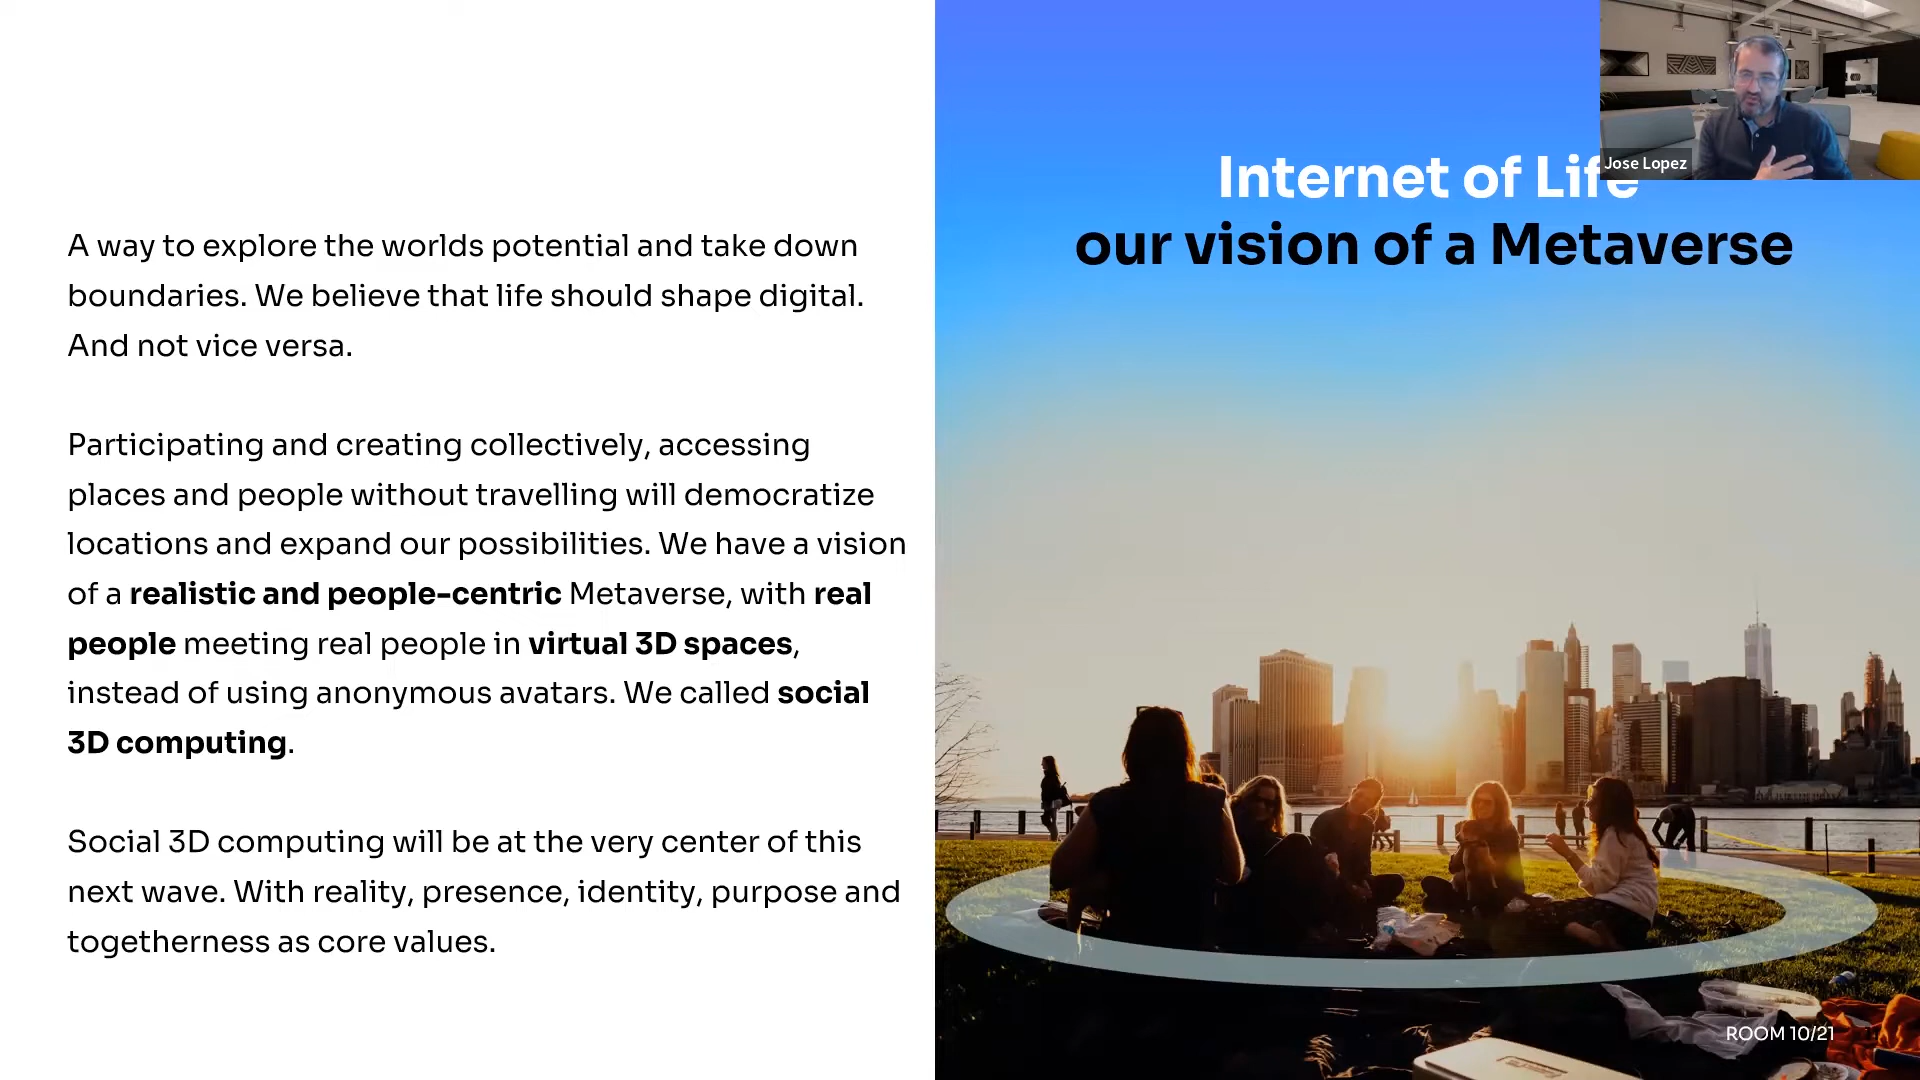 A way to explore the worlds potential and take down
boundaries. We believe that life should shape digital.
And not vice versa.
Participating and creating collectively, accessing
places and people without travelling will democratize
locations and expand our possibilities. We have a vision
of a realistic and people-centric Metaverse, with real
people meeting real people in virtual 3D spaces,
instead of using anonymous avatars. We called social
3D computing.
Social 3D computing will be at the very center of this
next wave. With reality, presence, identity, purpose and
togetherness as core values.
Internet of Life
our vision of a Metaverse
Jose Lopez
ROOM 10/21